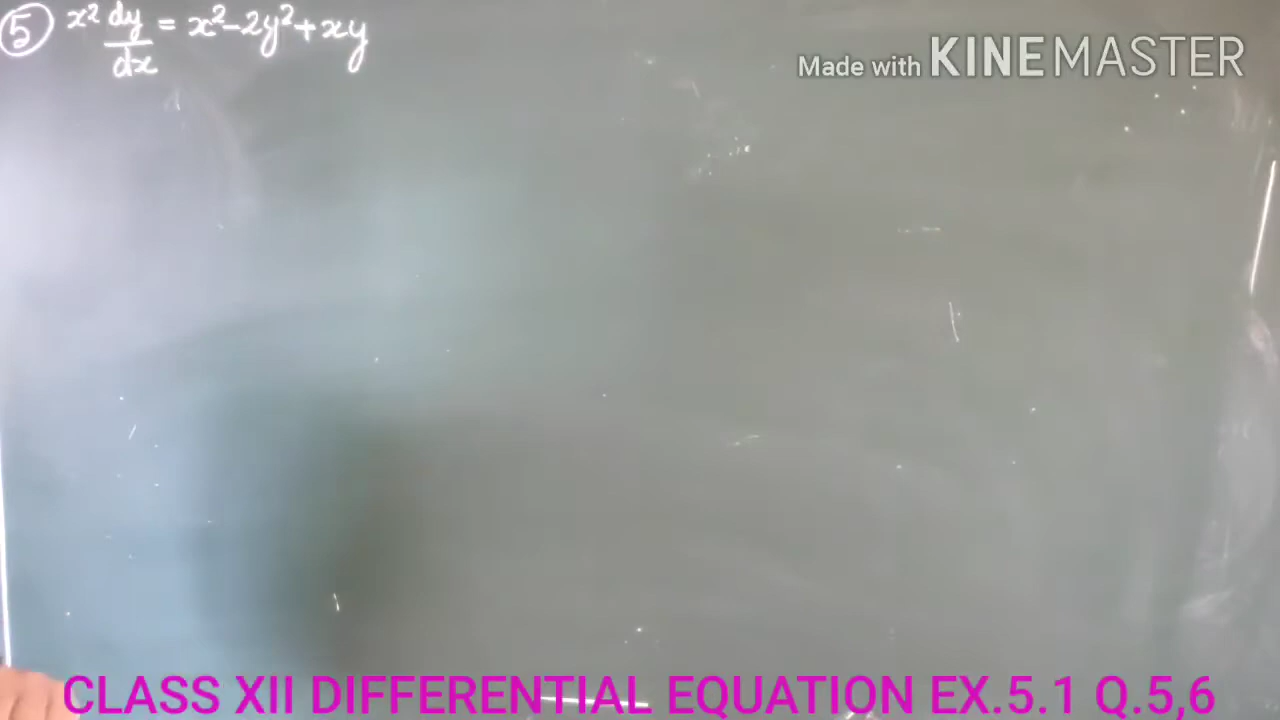 ⑤ x² dy/dx = x²-2y²+xy
Made with KINEMASTER
CLASS XII DIFFERENTIAL EQUATION EX.5.1 Q.5,6